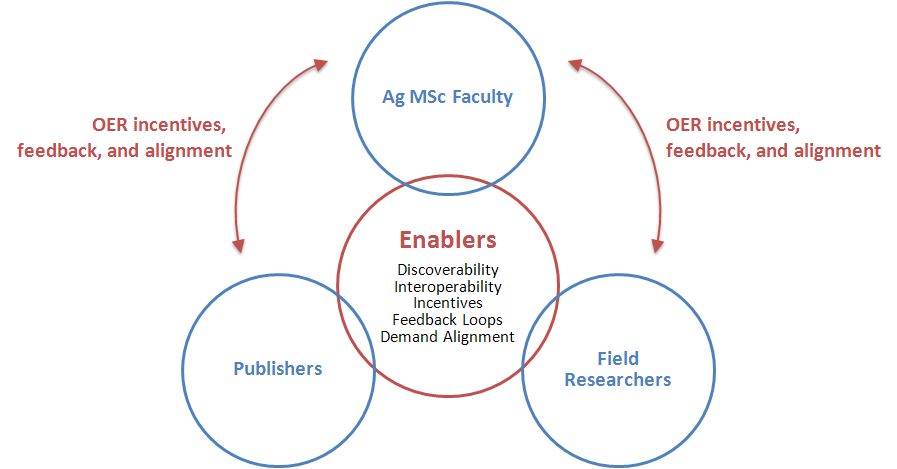 Ag MSc Faculty
OER incentives,
feedback, and alignment
OER incentives,
feedback, and alignment
Enablers
Discoverability
Interoperability
Incentives
Feedback Loops
Demand Alignment
Publishers
Field
Researchers